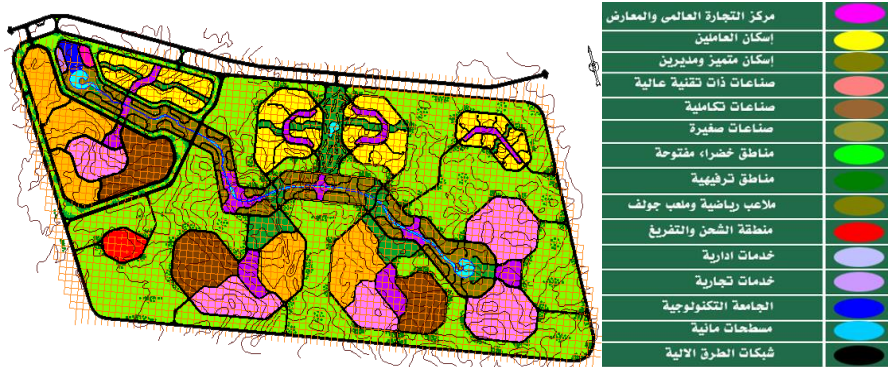 مركز التجارة العالمى والمعارض
إسكان العاملين
إسكان متميز ومديرين
صناعات ذات تقنية عالية
صناعات تكاملية
صناعات صغيرة
مناطق خضراء مفتوحة
مناطق ترفيهية
ملاعب رياضية وملعب جولف
منطقة الشحن والتفريغ
خدمات ادارية
خدمات تجارية
الجامعة التكنولوجية
مسطحات مائية
شبكات الطرق الالية